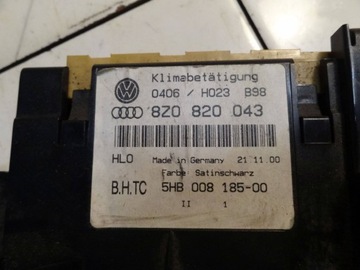 Klimabetätigung
0406 / H023 B98
8Z0 820 043
HLO Made in Germany 21 11 00
Farbe: Satinschwarz
B.H.TC 5HB 008 185-00
II 1